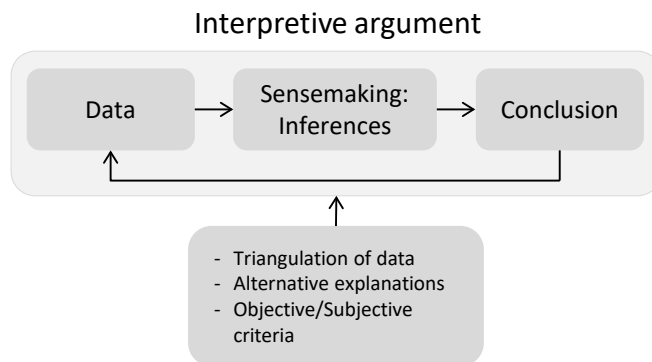 Interpretive argument
Data
Sensemaking:
Inferences
Conclusion
- Triangulation of data
- Alternative explanations
- Objective/Subjective
criteria